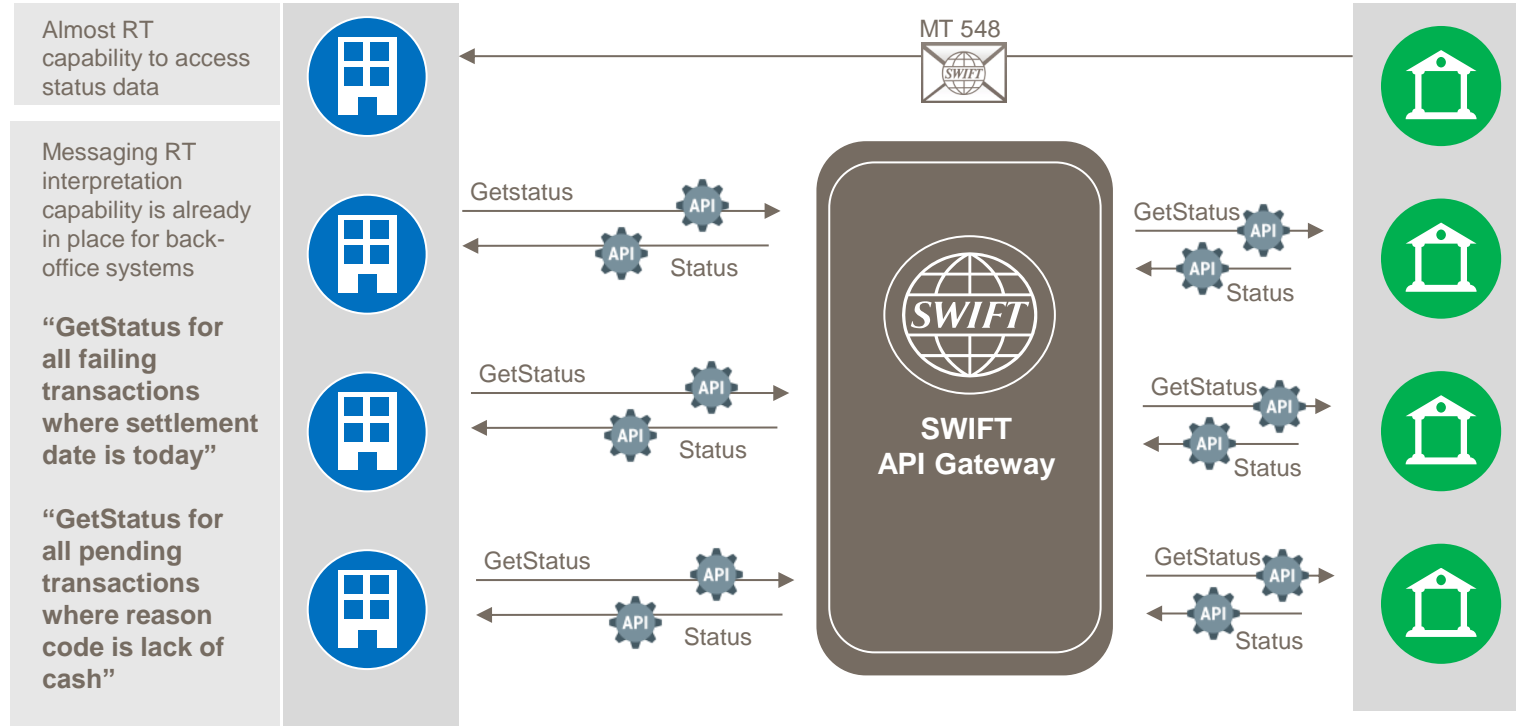 Almost RT
capability to access
status data
Messaging RT
interpretation
capability is already
in place for back-
office systems
“GetStatus for
all failing
transactions
where settlement
date is today”
“GetStatus for
all pending
transactions
where reason
code is lack of
cash”
MT 548
SWIFT
Getstatus
API
API
Status
GetStatus
API
API
Status
GetStatus
API
API
Status
SWIFT
SWIFT
API Gateway
GetStatus
API
API
Status
GetStatus
API
API
Status
GetStatus
API
API
Status